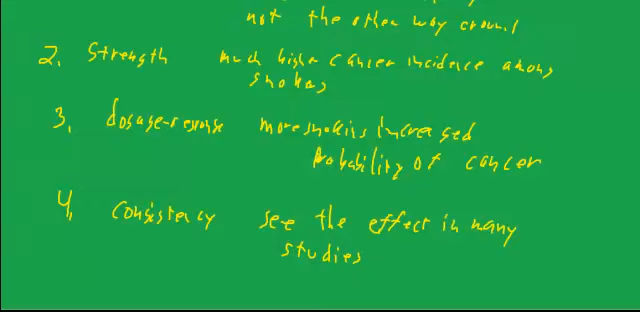 not the other way around
2. Strength much higher cancer incidence among
smokers
3. dosage-response more smoking increased
probability of cancer
4. Consistency see the effect in many
studies